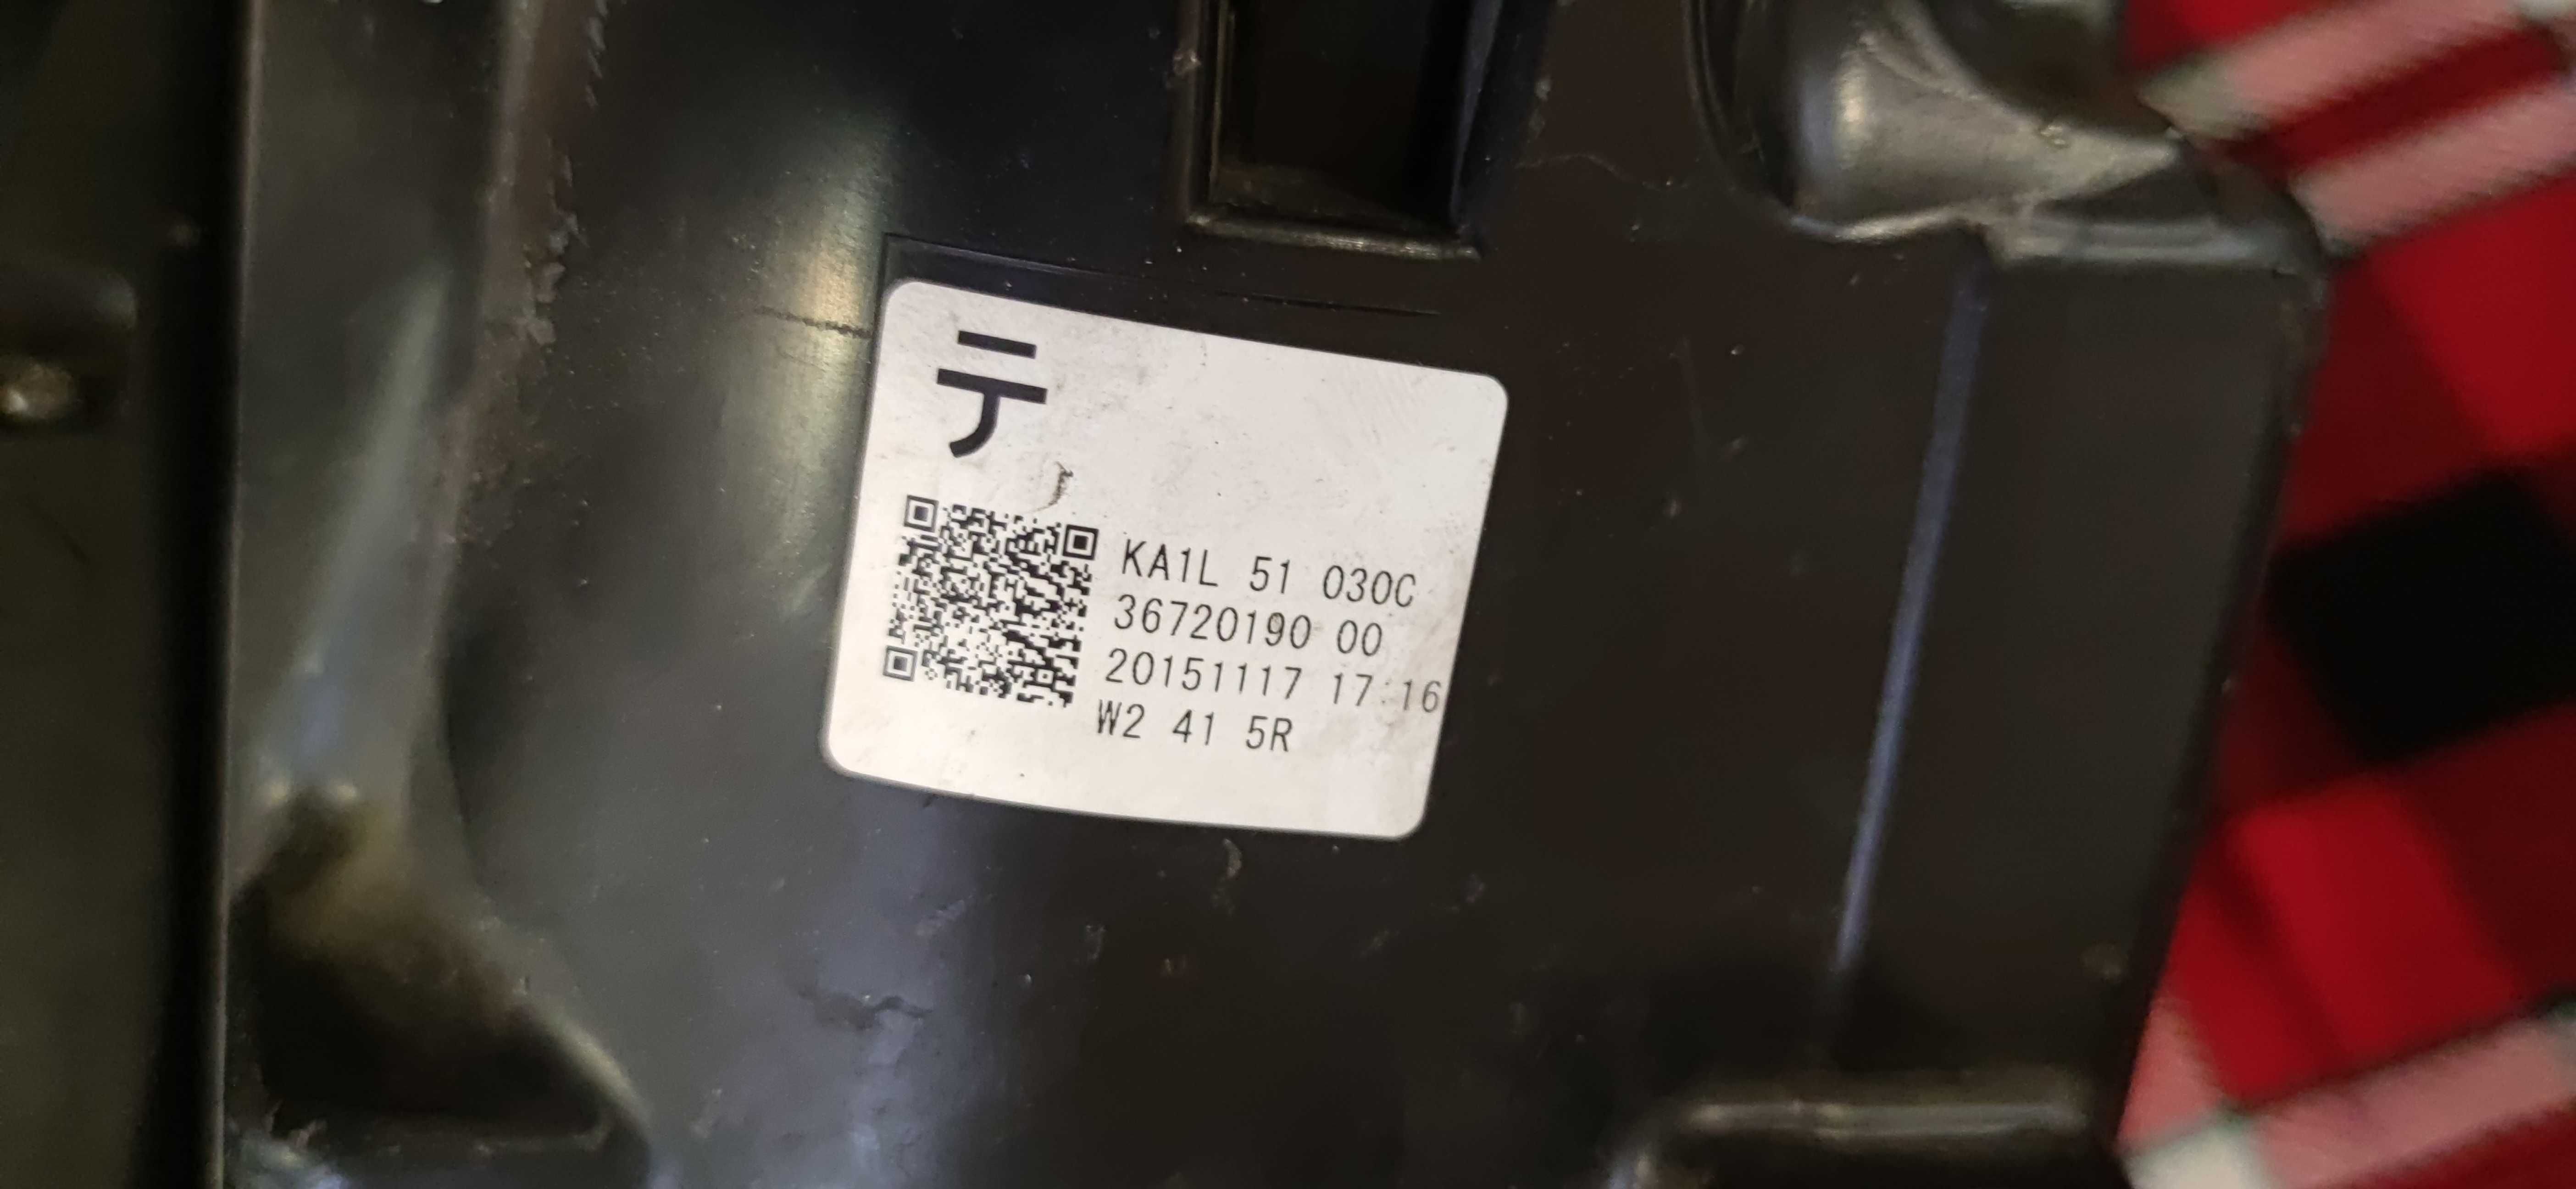 テ
KA1L 51 030C
36720190 00
20151117 17:16
W2 41 5R